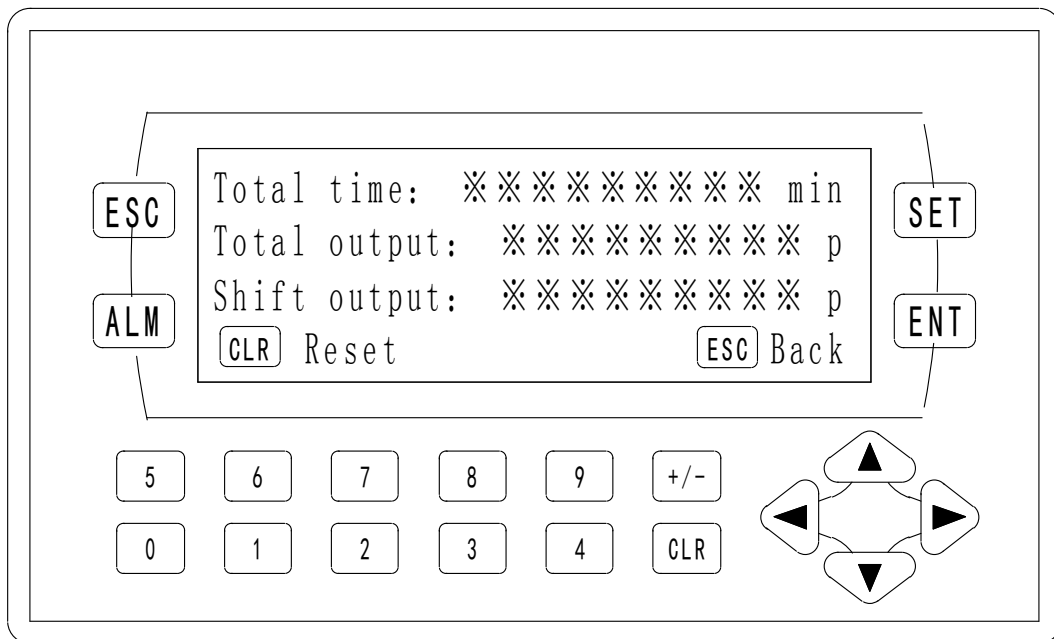 Total time: ※※※※※※※※※ min
Total output: ※※※※※※※※※ p
Shift output: ※※※※※※※※※ p
CLR Reset ESC Back
ESC
SET
ALM
ENT
5 6 7 8 9 +/-
0 1 2 3 4 CLR